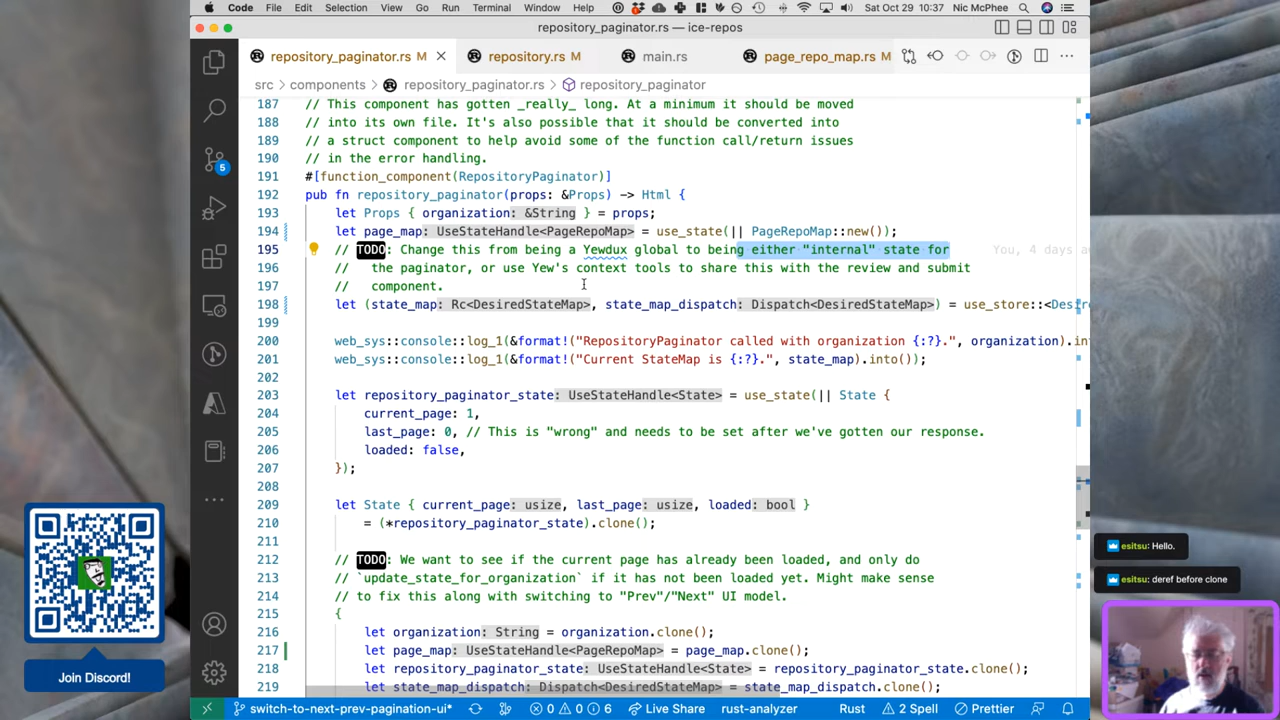 Code File Edit Selection View Go Run Terminal Window Help Sat Oct 29 10:37 Nic McPhee
repository_paginator.rs — ice-repos
repository_paginator.rs M repository.rs M main.rs page_repo_map.rs M
src components repository_paginator.rs repository_paginator
187 // This component has gotten _really_ long. At a minimum it should be moved
188 // into its own file. It's also possible that it should be converted into
189 // a struct component to help avoid some of the function call/return issues
190 // in the error handling.
191 #[function_component(RepositoryPaginator)]
192 pub fn repository_paginator(props: &Props) -> Html {
193 let Props { organization: &String } = props;
194 let page_map: UseStateHandle<PageRepoMap> = use_state(|| PageRepoMap::new());
195 // TODO: Change this from being a Yewdux global to being either "internal" state for You, 4 days a
196 // the paginator, or use Yew's context tools to share this with the review and submit
197 // component.
198 let (state_map: Rc<DesiredStateMap>, state_map_dispatch: Dispatch<DesiredStateMap>) = use_store::<Desir
199
200 web_sys::console::log_1(&format!("RepositoryPaginator called with organization {:?}.", organization).int
201 web_sys::console::log_1(&format!("Current StateMap is {:?}.", state_map).into());
202
203 let repository_paginator_state: UseStateHandle<State> = use_state(|| State {
204 current_page: 1,
205 last_page: 0, // This is "wrong" and needs to be set after we've gotten our response.
206 loaded: false,
207 });
208
209 let State { current_page: usize, last_page: usize, loaded: bool }
210 = (*repository_paginator_state).clone();
211
212 // TODO: We want to see if the current page has already been loaded, and only do
213 // `update_state_for_organization` if it has not been loaded yet. Might make sense
214 // to fix this along with switching to "Prev"/"Next" UI model.
215 {
216 let organization: String = organization.clone();
217 let page_map: UseStateHandle<PageRepoMap> = page_map.clone();
218 let repository_paginator_state: UseStateHandle<State> = repository_paginator_state.clone();
219 let state_map_dispatch: Dispatch<DesiredStateMap> = state_map_dispatch.clone();
5
switch-to-next-prev-pagination-ui* 0 0 6 Live Share rust-analyzer Rust 2 Spell Prettier
Join Discord!
esitsu: Hello.
esitsu: deref before clone